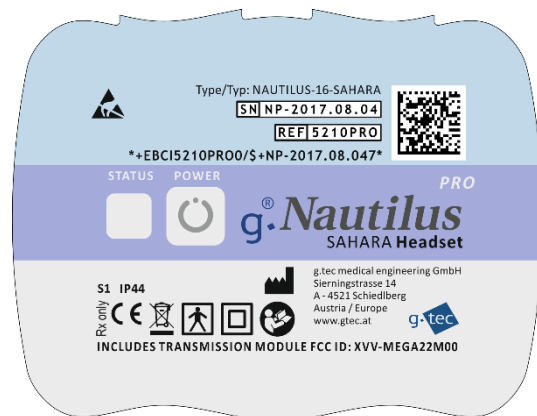 Type/Typ: NAUTILUS-16-SAHARA
SN NP-2017.08.04
REF 5210PRO
*+EBCI5210PRO0/$+NP-2017.08.047*
STATUS POWER
PRO
g.®Nautilus
SAHARA Headset
S1 IP44
g.tec medical engineering GmbH
Sierningstrasse 14
A - 4521 Schiedlberg
Austria / Europe
www.gtec.at
Rx only
CE
g.tec
INCLUDES TRANSMISSION MODULE FCC ID: XVV-MEGA22M00